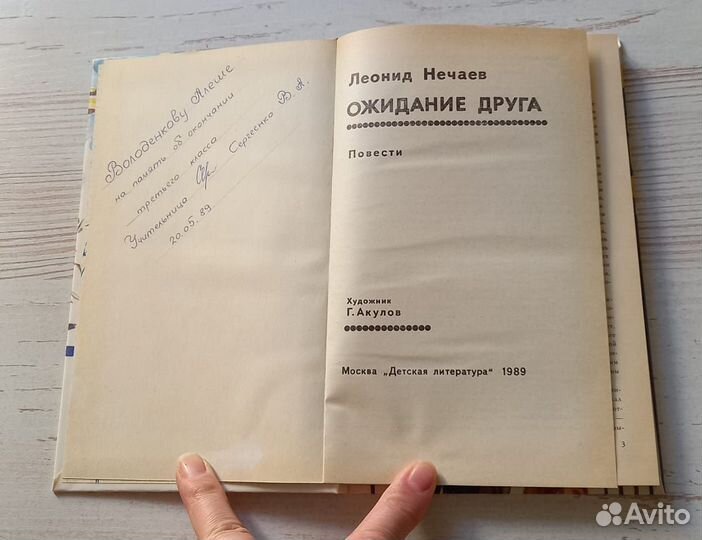 Володенкову Алеше
на память об окончании
третьего класса
Учительница Сергеенко В. А.
20.05.89
Леонид Нечаев
ОЖИДАНИЕ ДРУГА
Повести
Художник
Г. Акулов
Москва „Детская литература" 1989
3
Avito